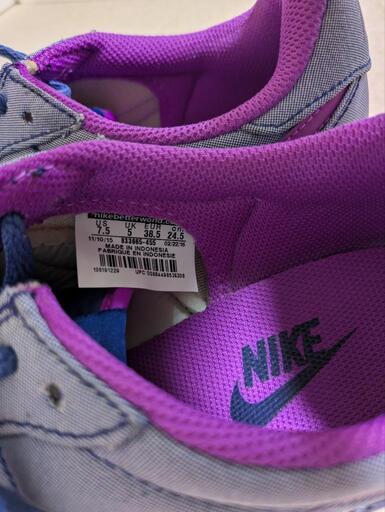 nikebetterworld.com
US UK EUR cm
7.5 5 38.5 24.5
11/10/15 833665-455 02/22/16
MADE IN INDONESIA
FABRIQUE EN INDONESIE
NIKE